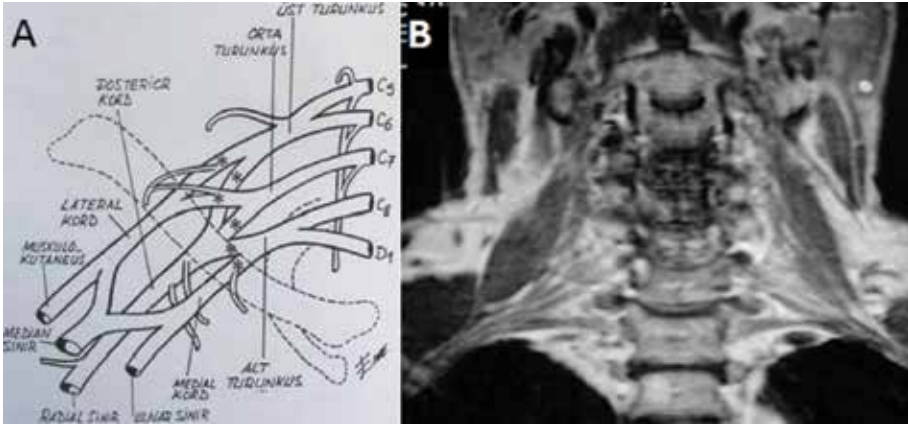 A
ÜST TURUNKUS
ORTA
TURUNKUS
POSTERIOR
KORD
C5
C6
C7
C8
D1
LATERAL
KORD
MUSKULO-
KUTANEUS
MEDIAN
SINIR
RADIAL SINIR
ULNAR SINIR
MEDIAL
KORD
ALT
TURUNKUS
B